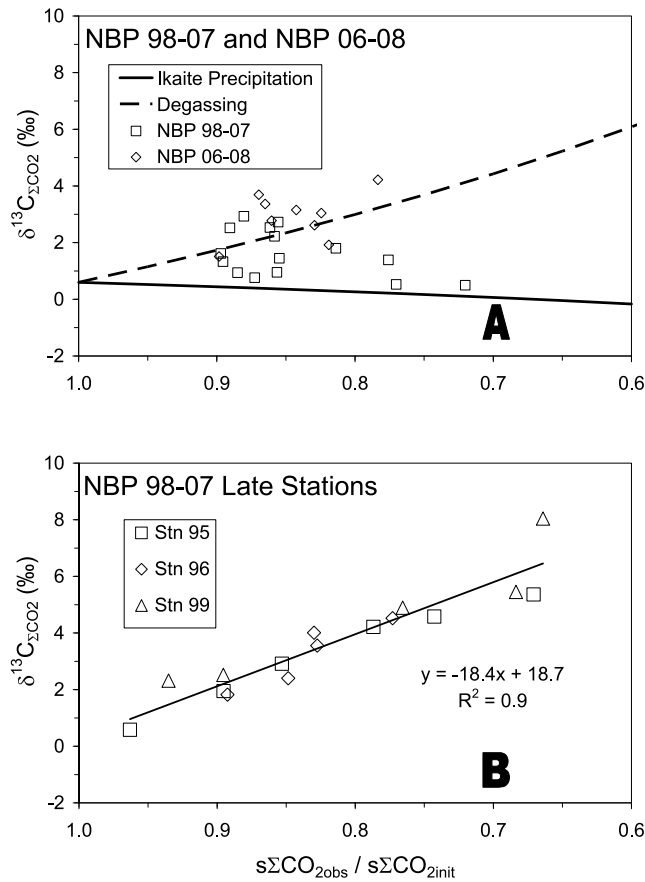 10
NBP 98-07 and NBP 06-08
8
Ikaite Precipitation
Degassing
NBP 98-07
NBP 06-08
6
4
2
0
-2
δ¹³C_ΣCO2 (‰)
A
1.0 0.9 0.8 0.7 0.6
10
NBP 98-07 Late Stations
8
Stn 95
Stn 96
Stn 99
6
4
2
0
-2
δ¹³C_ΣCO2 (‰)
y = -18.4x + 18.7
R² = 0.9
B
1.0 0.9 0.8 0.7 0.6
sΣCO₂obs / sΣCO₂init